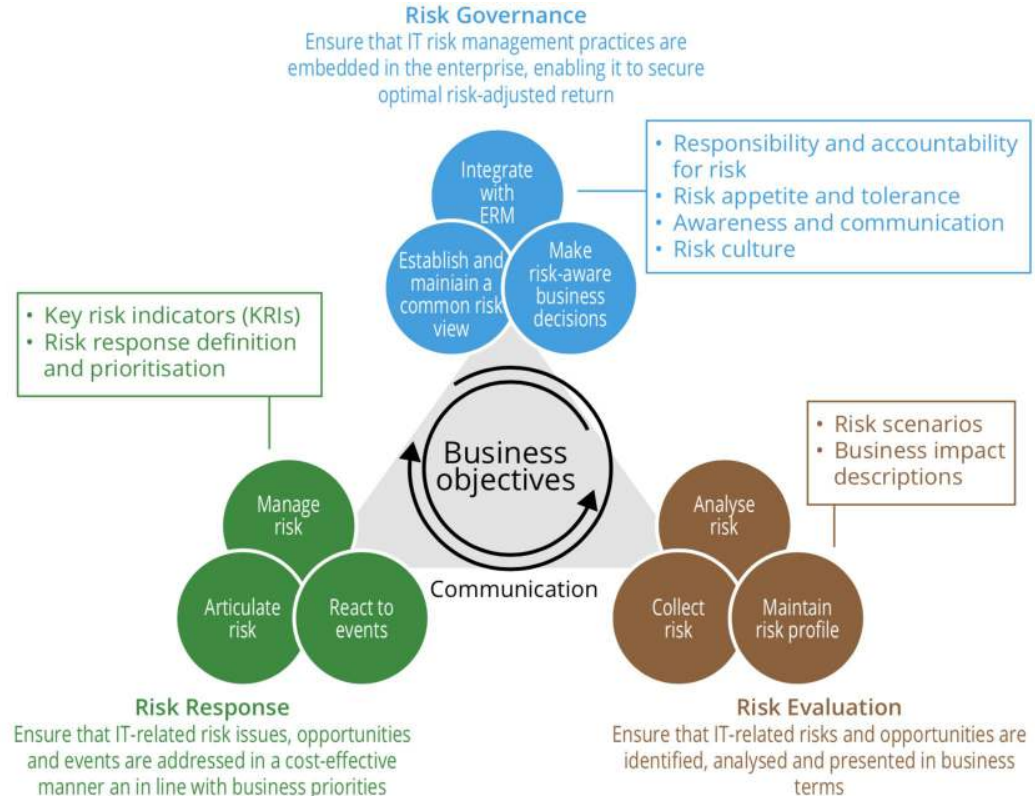 Risk Governance
Ensure that IT risk management practices are
embedded in the enterprise, enabling it to secure
optimal risk-adjusted return
Integrate
with
ERM
Establish and
mainiain a
common risk
view
Make
risk-aware
business
decisions
• Responsibility and accountability
for risk
• Risk appetite and tolerance
• Awareness and communication
• Risk culture
• Key risk indicators (KRIs)
• Risk response definition
and prioritisation
Business
objectives
Communication
• Risk scenarios
• Business impact
descriptions
Manage
risk
Articulate
risk
React to
events
Analyse
risk
Collect
risk
Maintain
risk profile
Risk Response
Ensure that IT-related risk issues, opportunities
and events are addressed in a cost-effective
manner an in line with business priorities
Risk Evaluation
Ensure that IT-related risks and opportunities are
identified, analysed and presented in business
terms